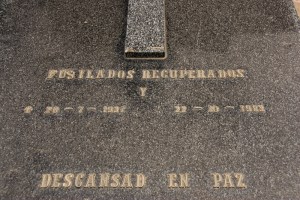 FUSILADOS RECUPERADOS
Y
DESCANSAD EN PAZ